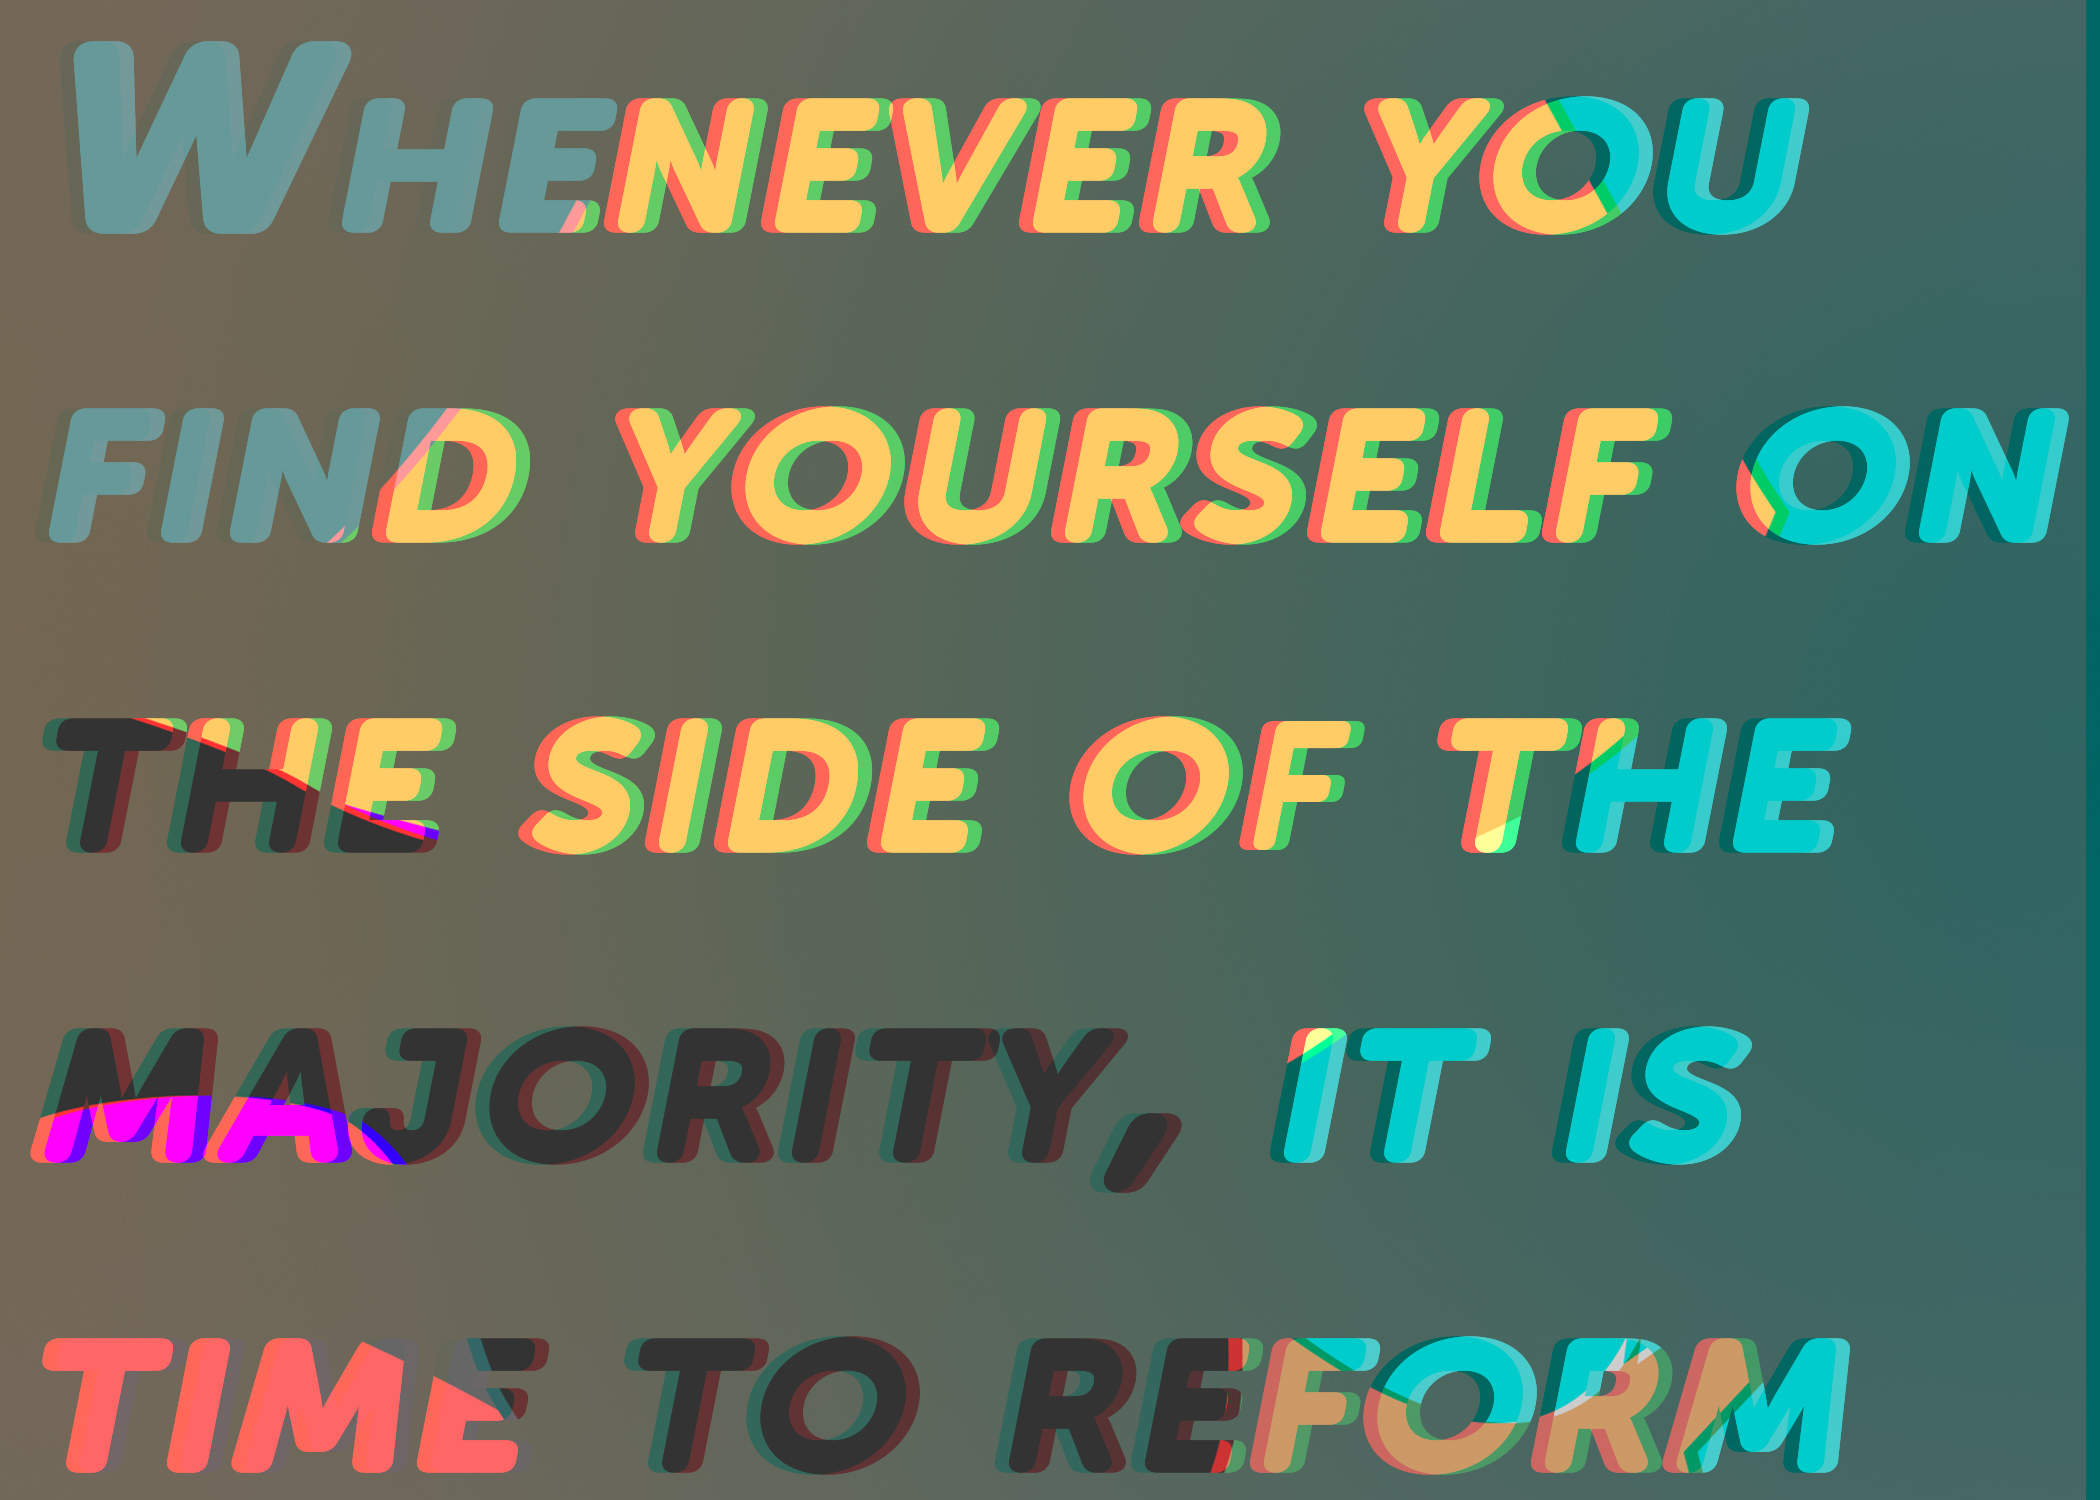 Whenever you
find yourself on
the side of the
majority, it is
time to reform